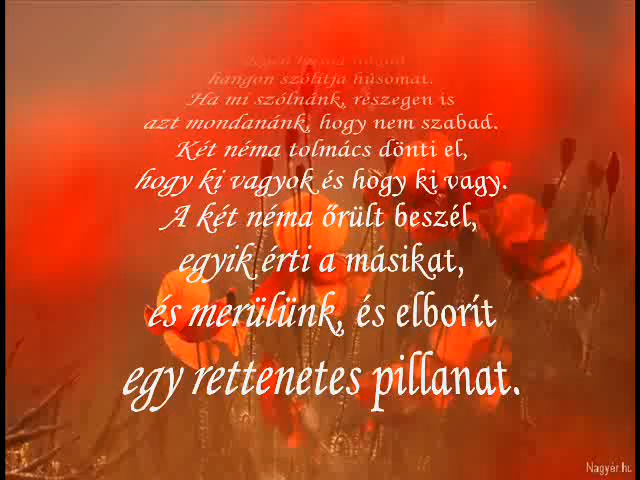 hangon szólítja húsomat.
Ha mi szólnánk, részegen is
azt mondanánk, hogy nem szabad.
Két néma tolmács dönti el,
hogy ki vagyok és hogy ki vagy.
A két néma őrült beszél,
egyik érti a másikat,
és merülünk, és elborít
egy rettenetes pillanat.
Nagyér.hu